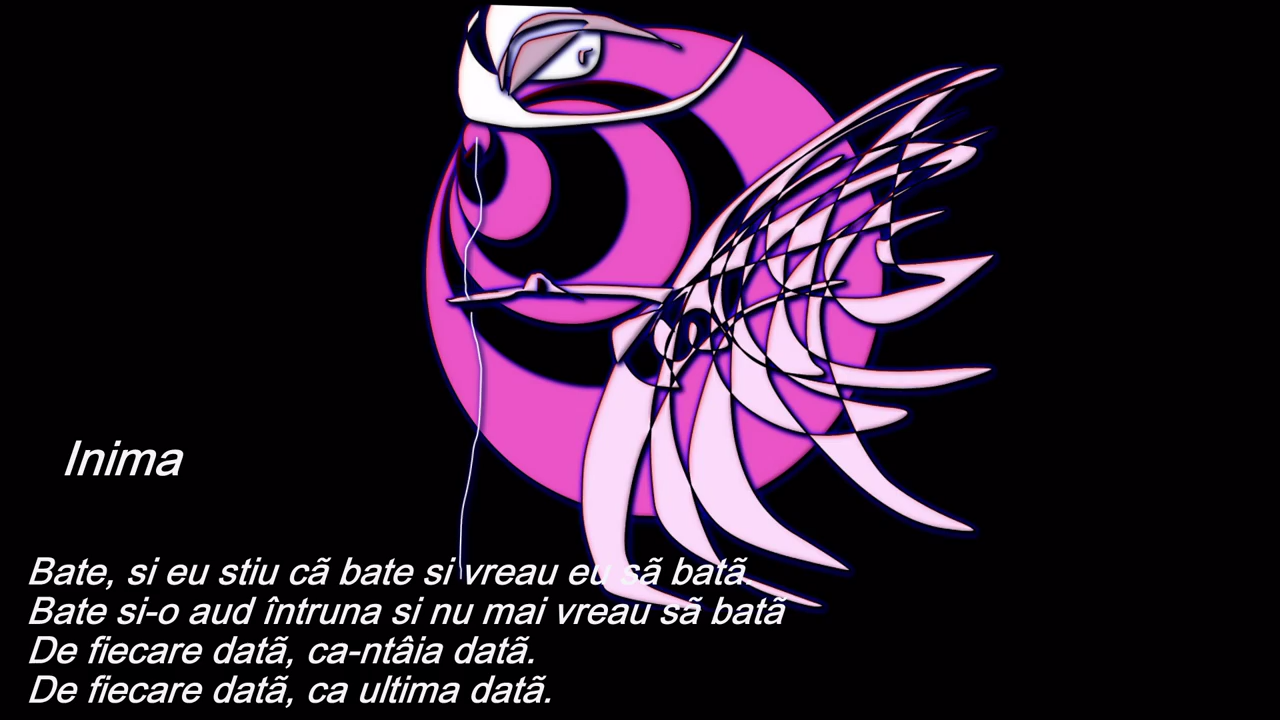 Inima
Bate, si eu stiu cã bate si vreau eu sã batã.
Bate si-o aud întruna si nu mai vreau sã batã
De fiecare datã, ca-ntâia datã.
De fiecare datã, ca ultima datã.